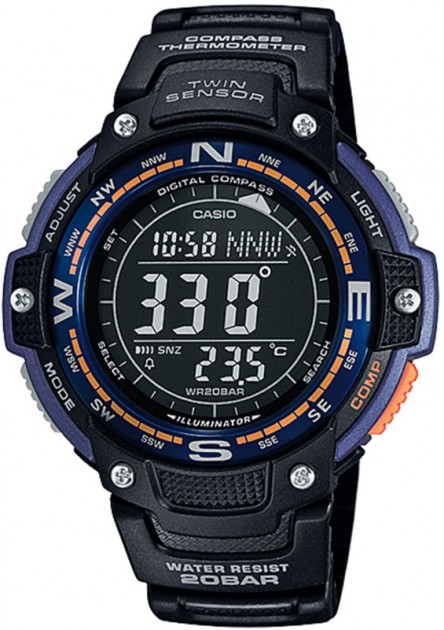 COMPASS
THERMOMETER
TWIN
SENSOR
N
NNW
NNE
NW
NE
DIGITAL COMPASS
ADJUST
LIGHT
CASIO
WNW
ENE
SET
10:58 NNW
W
330°
E
SNZ
23.5 °C
WSW
ESE
SELECT
SEARCH
WR20BAR
MODE
COMP
SW
SE
ILLUMINATOR
SSW
SSE
S
WATER RESIST
20BAR